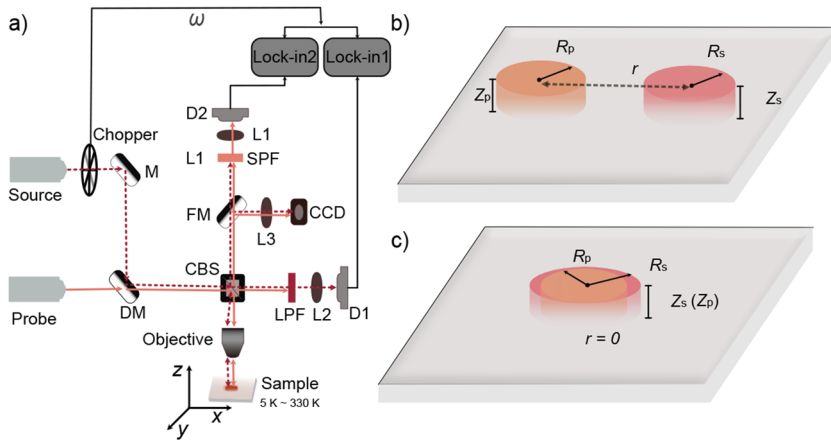 a)
ω
Lock-in2
Lock-in1
D2
Chopper
L1
M
L1
SPF
Source
FM
CCD
L3
CBS
Probe
DM
LPF
L2
D1
Objective
z
Sample
5 K ~ 330 K
x
y
b)
Rp
Rs
r
Zp
Zs
c)
Rp
Rs
Zs (Zp)
r = 0